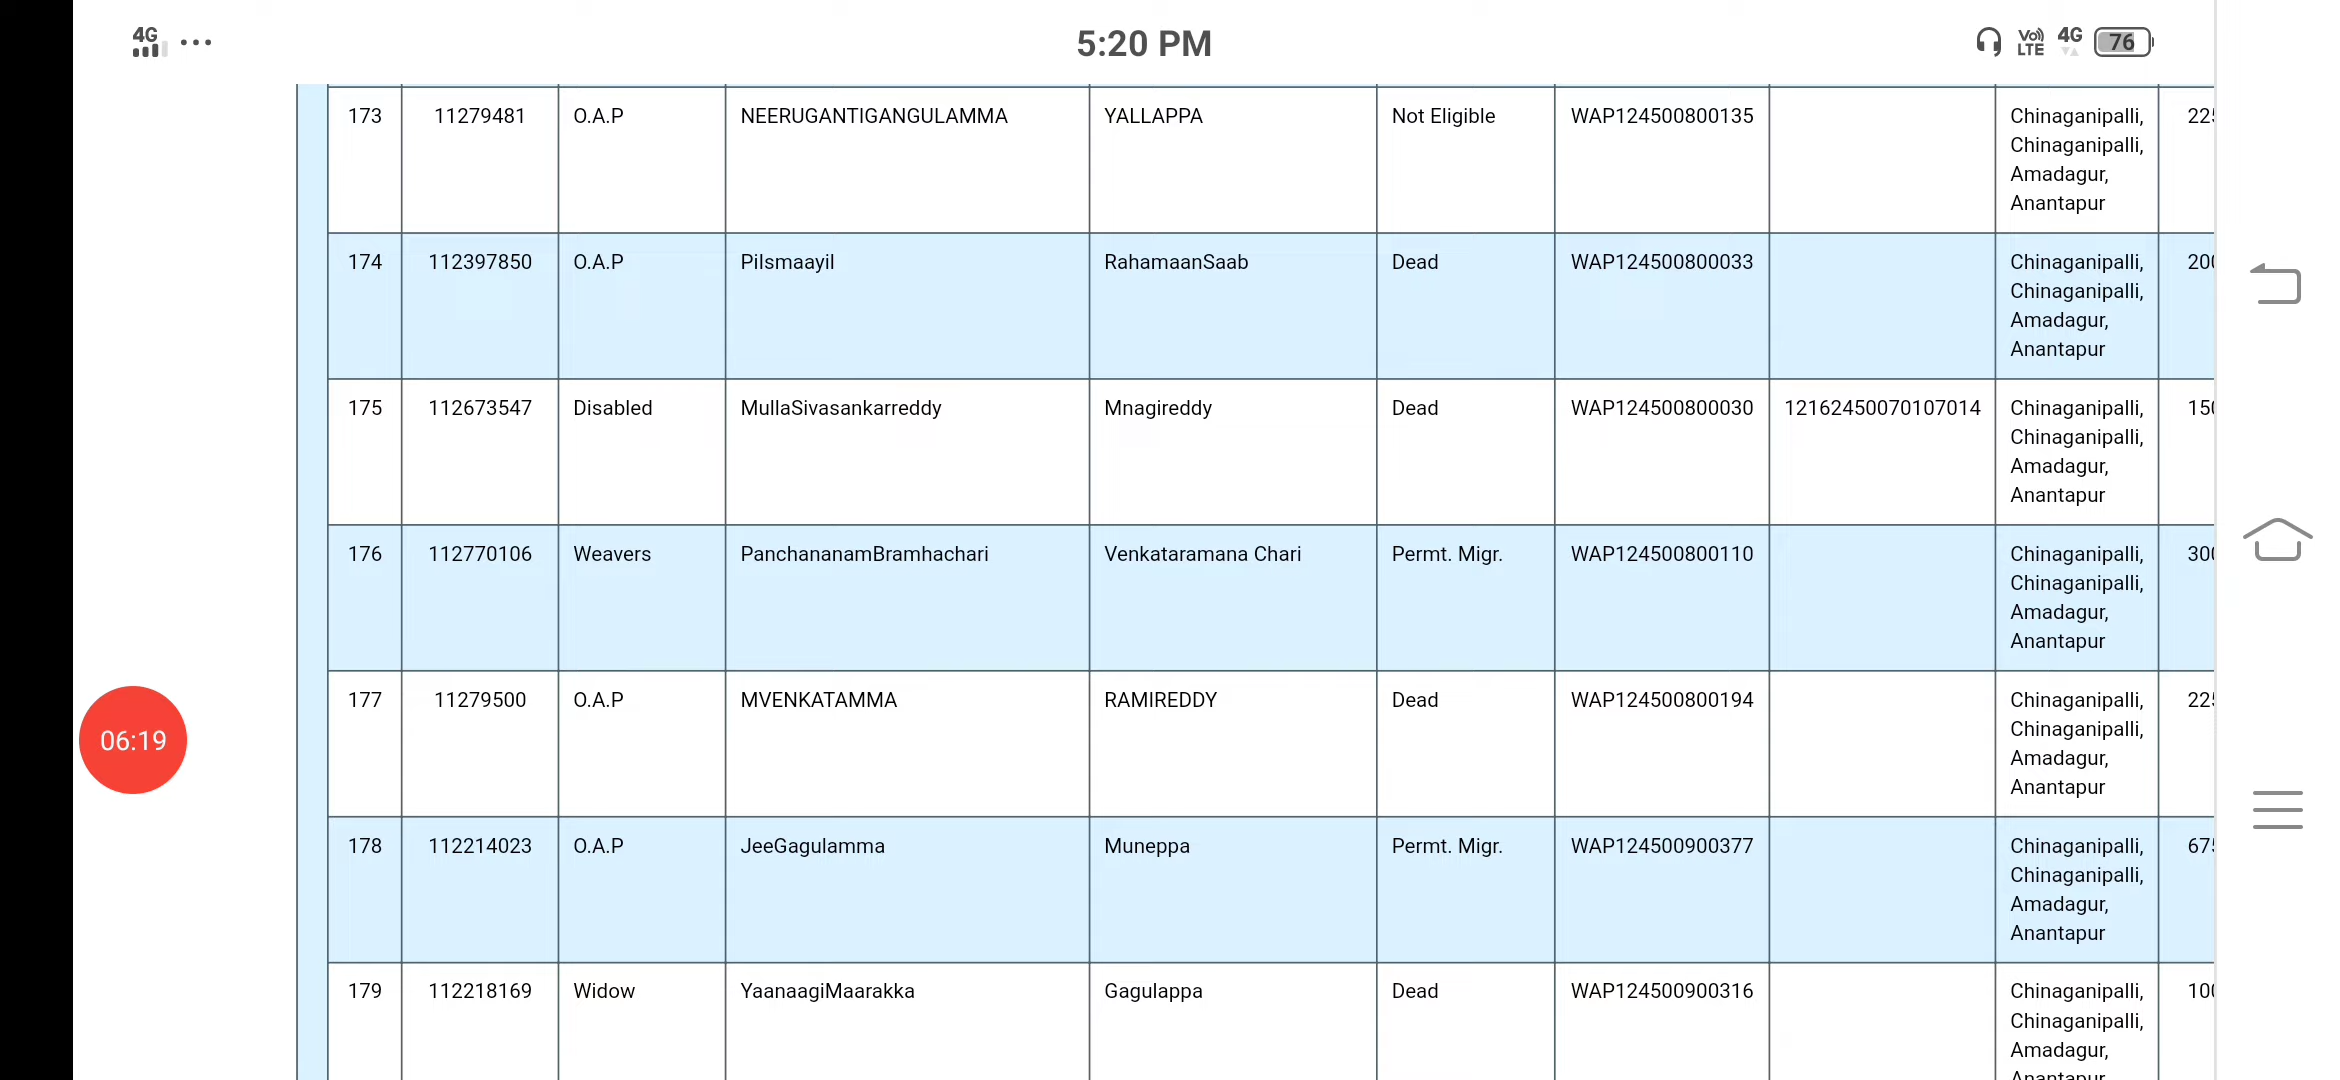 4G ... 5:20 PM Vo) LTE 4G 76
173 11279481 O.A.P NEERUGANTIGANGULAMMA YALLAPPA Not Eligible WAP124500800135 Chinaganipalli,
Chinaganipalli,
Amadagur,
Anantapur
174 112397850 O.A.P Pilsmaayil RahamaanSaab Dead WAP124500800033 Chinaganipalli,
Chinaganipalli,
Amadagur,
Anantapur
175 112673547 Disabled MullaSivasankarreddy Mnagireddy Dead WAP124500800030 12162450070107014 Chinaganipalli,
Chinaganipalli,
Amadagur,
Anantapur
176 112770106 Weavers PanchananamBramhachari Venkataramana Chari Permt. Migr. WAP124500800110 Chinaganipalli,
Chinaganipalli,
Amadagur,
Anantapur
177 11279500 O.A.P MVENKATAMMA RAMIREDDY Dead WAP124500800194 Chinaganipalli,
Chinaganipalli,
Amadagur,
Anantapur
06:19
178 112214023 O.A.P JeeGagulamma Muneppa Permt. Migr. WAP124500900377 Chinaganipalli,
Chinaganipalli,
Amadagur,
Anantapur
179 112218169 Widow YaanaagiMaarakka Gagulappa Dead WAP124500900316 Chinaganipalli,
Chinaganipalli,
Amadagur,
Anantapur